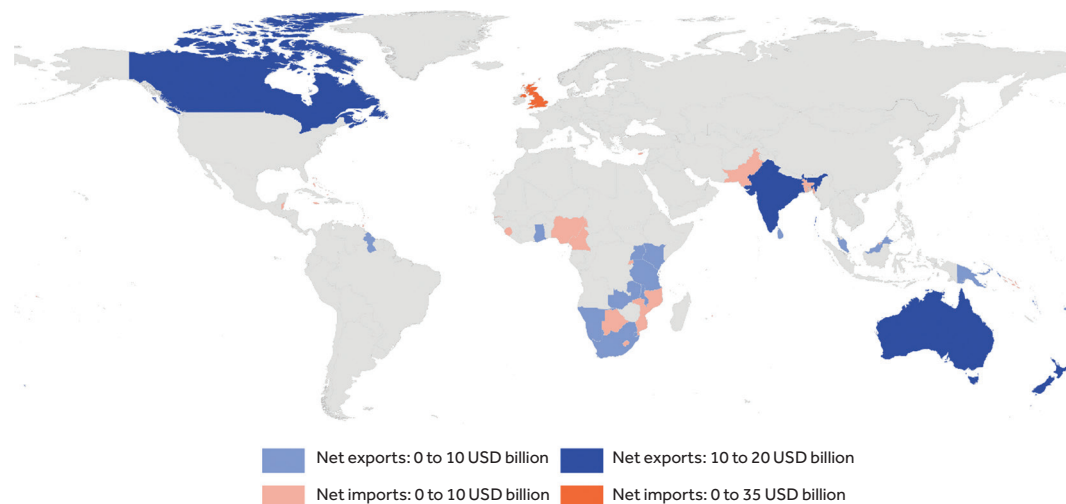 Net exports: 0 to 10 USD billion
Net exports: 10 to 20 USD billion
Net imports: 0 to 10 USD billion
Net imports: 0 to 35 USD billion